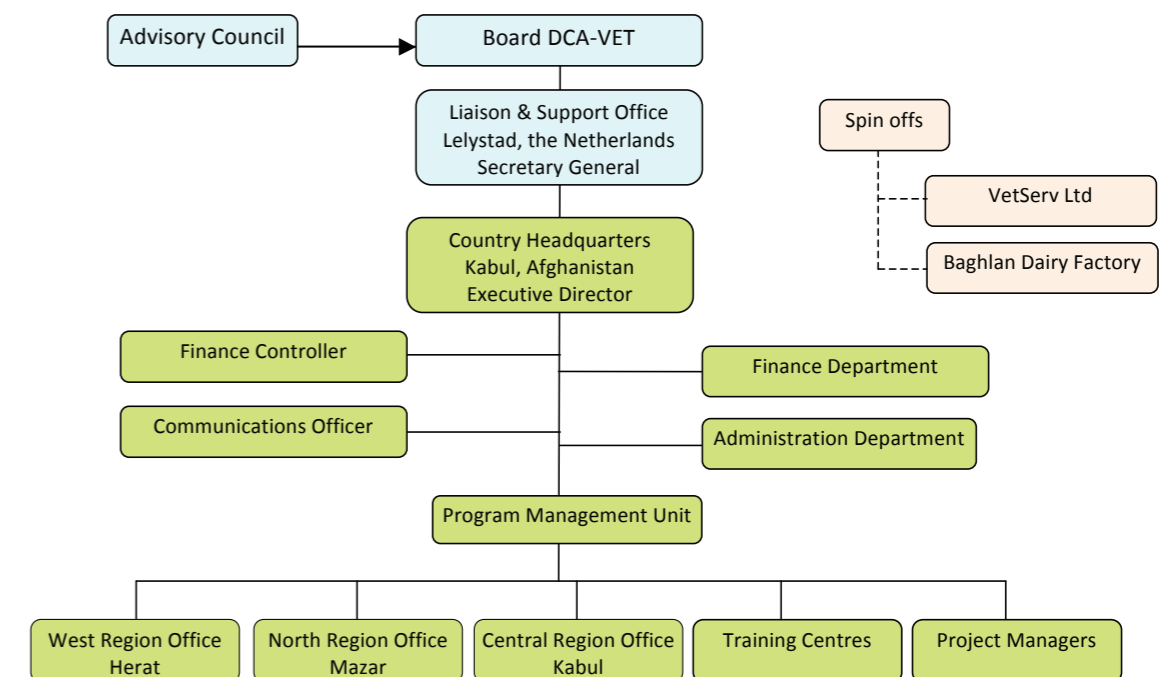 Advisory Council
Board DCA-VET
Liaison & Support Office
Lelystad, the Netherlands
Secretary General
Spin offs
VetServ Ltd
Baghlan Dairy Factory
Country Headquarters
Kabul, Afghanistan
Executive Director
Finance Controller
Finance Department
Communications Officer
Administration Department
Program Management Unit
West Region Office
Herat
North Region Office
Mazar
Central Region Office
Kabul
Training Centres
Project Managers